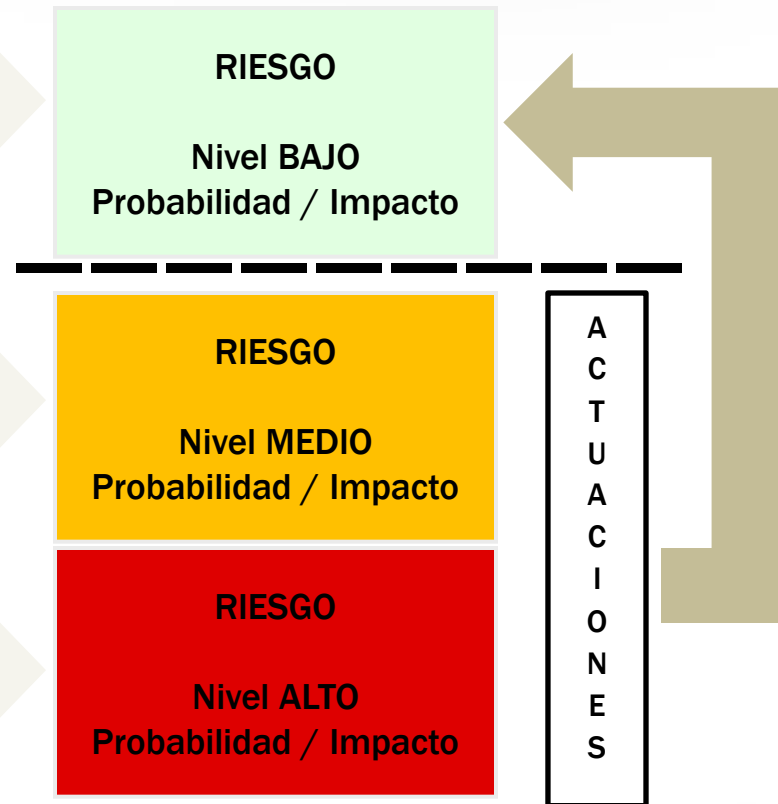 RIESGO
Nivel BAJO
Probabilidad / Impacto
RIESGO
Nivel MEDIO
Probabilidad / Impacto
RIESGO
Nivel ALTO
Probabilidad / Impacto
A
C
T
U
A
C
I
O
N
E
S